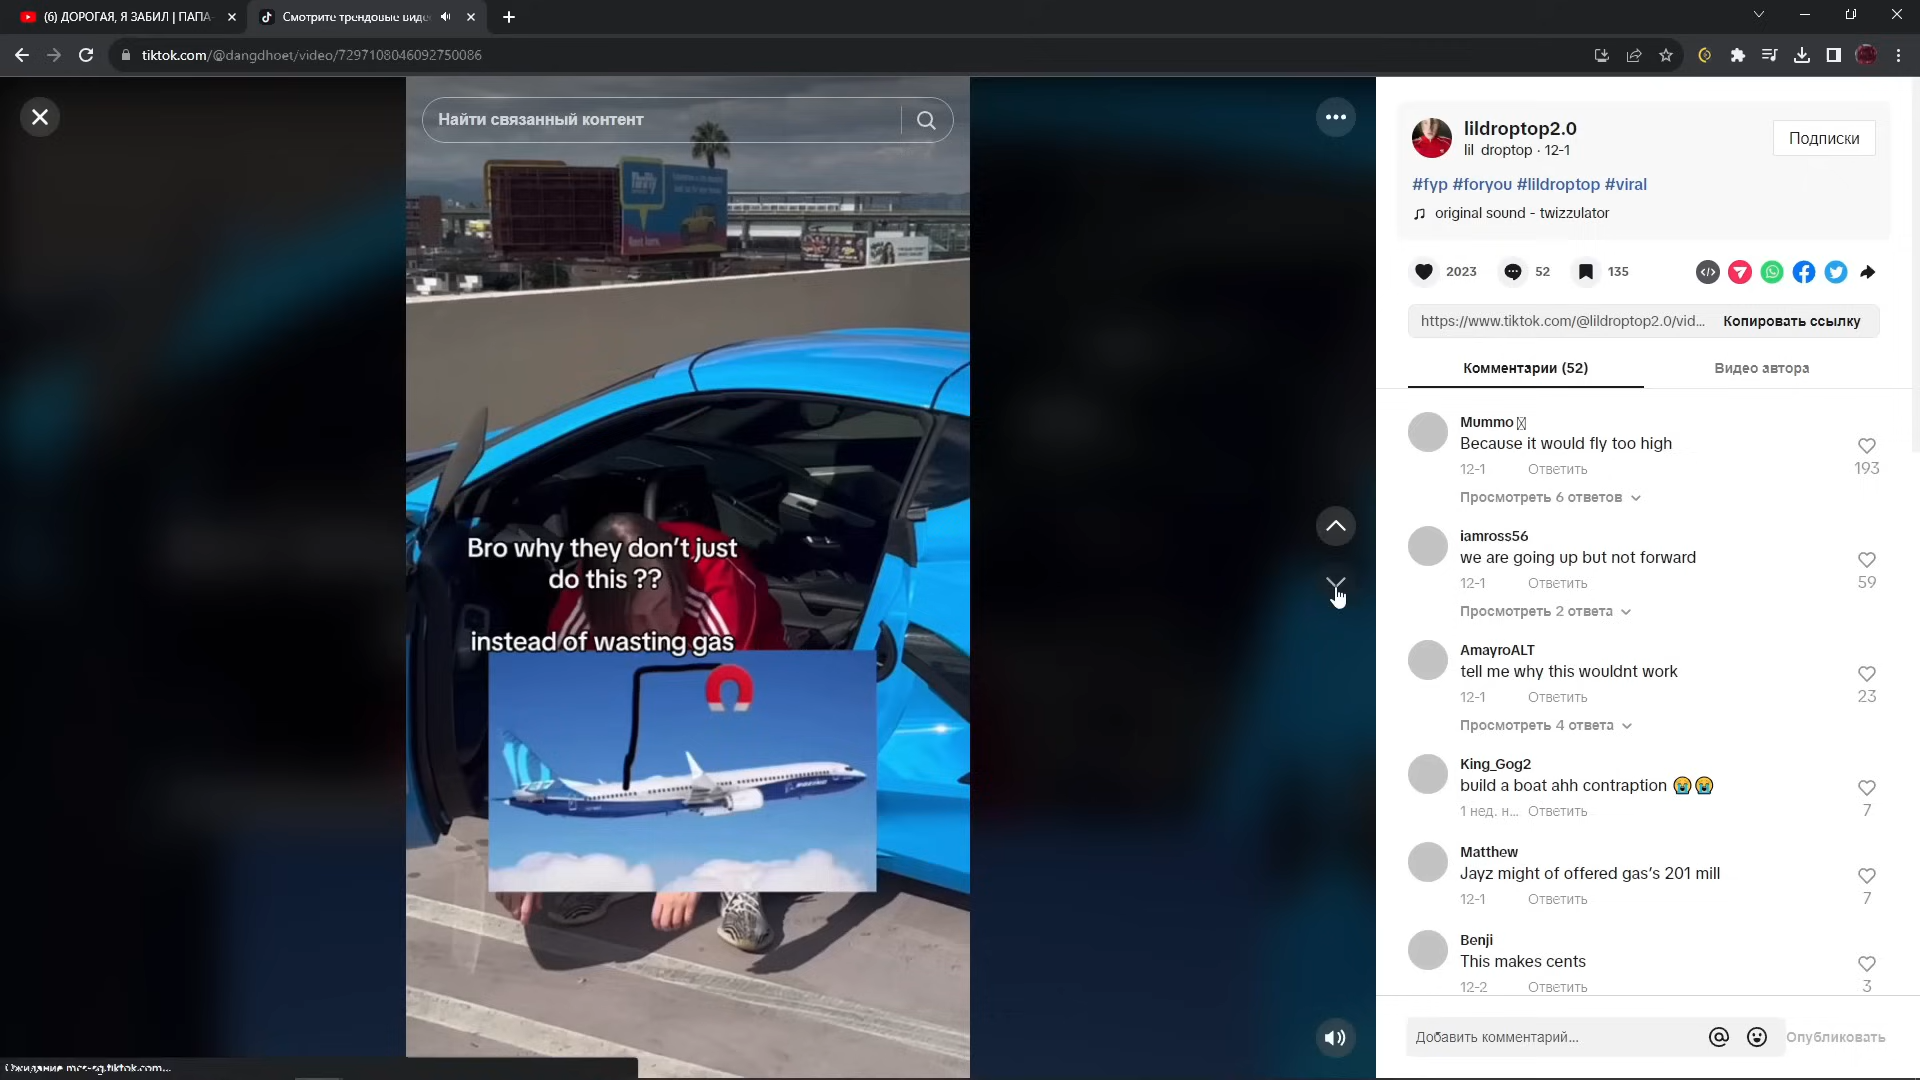 (6) ДОРОГАЯ, Я ЗАБИЛ | ПАПА-
Смотрите трендовые виде
tiktok.com/@dangdhoet/video/7297108046092750086
Найти связанный контент
Bro why they don't just
do this ??
instead of wasting gas
lildroptop2.0
lil droptop · 12-1
Подписки
#fyp #foryou #lildroptop #viral
original sound - twizzulator
2023
52
135
https://www.tiktok.com/@lildroptop2.0/vid...
Копировать ссылку
Комментарии (52)
Видео автора
Mummo
Because it would fly too high
12-1 Ответить
193
Просмотреть 6 ответов
iamross56
we are going up but not forward
12-1 Ответить
59
Просмотреть 2 ответа
AmayroALT
tell me why this wouldnt work
12-1 Ответить
23
Просмотреть 4 ответа
King_Gog2
build a boat ahh contraption 😭😭
1 нед. н... Ответить
7
Matthew
Jayz might of offered gas's 201 mill
12-1 Ответить
7
Benji
This makes cents
12-2 Ответить
3
Добавить комментарий...
Опубликовать
Ожидание mcs-sg.tiktok.com...